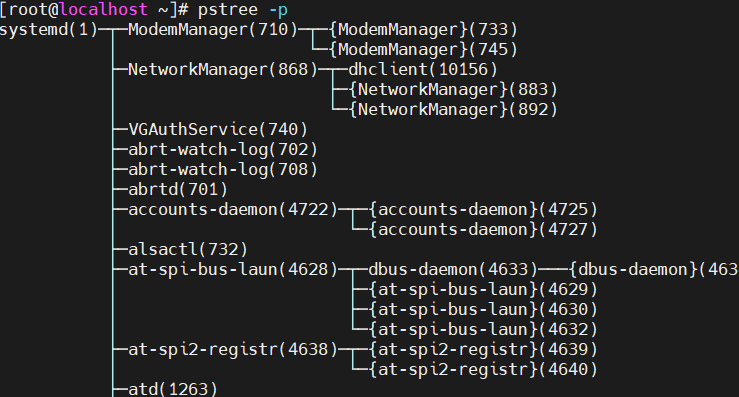 [root@localhost ~]# pstree -p
systemd(1)─┬─ModemManager(710)─┬─{ModemManager}(733)
           │                   └─{ModemManager}(745)
           ├─NetworkManager(868)─┬─dhclient(10156)
           │                     ├─{NetworkManager}(883)
           │                     └─{NetworkManager}(892)
           ├─VGAuthService(740)
           ├─abrt-watch-log(702)
           ├─abrt-watch-log(708)
           ├─abrtd(701)
           ├─accounts-daemon(4722)─┬─{accounts-daemon}(4725)
           │                       └─{accounts-daemon}(4727)
           ├─alsactl(732)
           ├─at-spi-bus-laun(4628)─┬─dbus-daemon(4633)───{dbus-daemon}(463
           │                       ├─{at-spi-bus-laun}(4629)
           │                       ├─{at-spi-bus-laun}(4630)
           │                       └─{at-spi-bus-laun}(4632)
           ├─at-spi2-registr(4638)─┬─{at-spi2-registr}(4639)
           │                       └─{at-spi2-registr}(4640)
           ├─atd(1263)